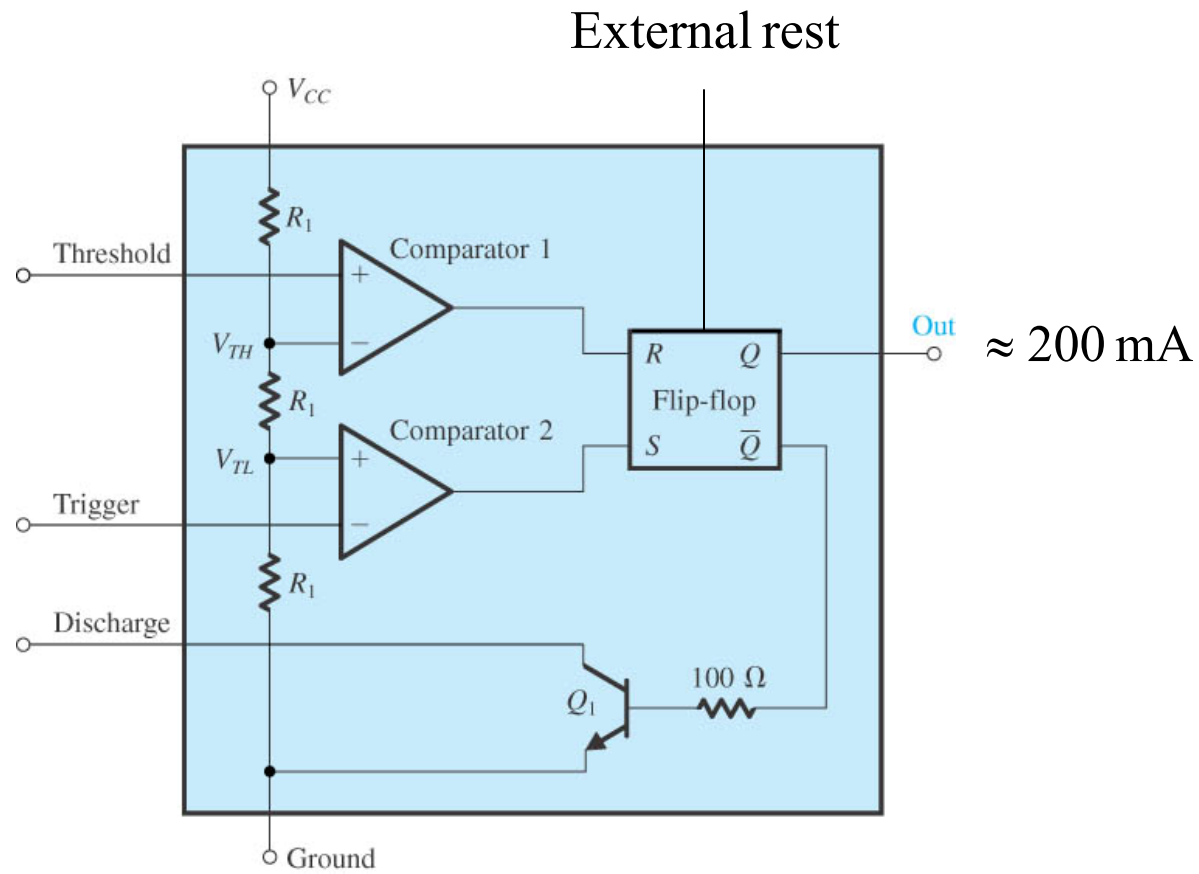 External rest
V_CC
R_1
Threshold
Comparator 1
+
−
V_TH
Out
≈ 200 mA
R Q
Flip-flop
S Q̅
R_1
Comparator 2
V_TL
+
−
Trigger
R_1
Discharge
100 Ω
Q_1
Ground